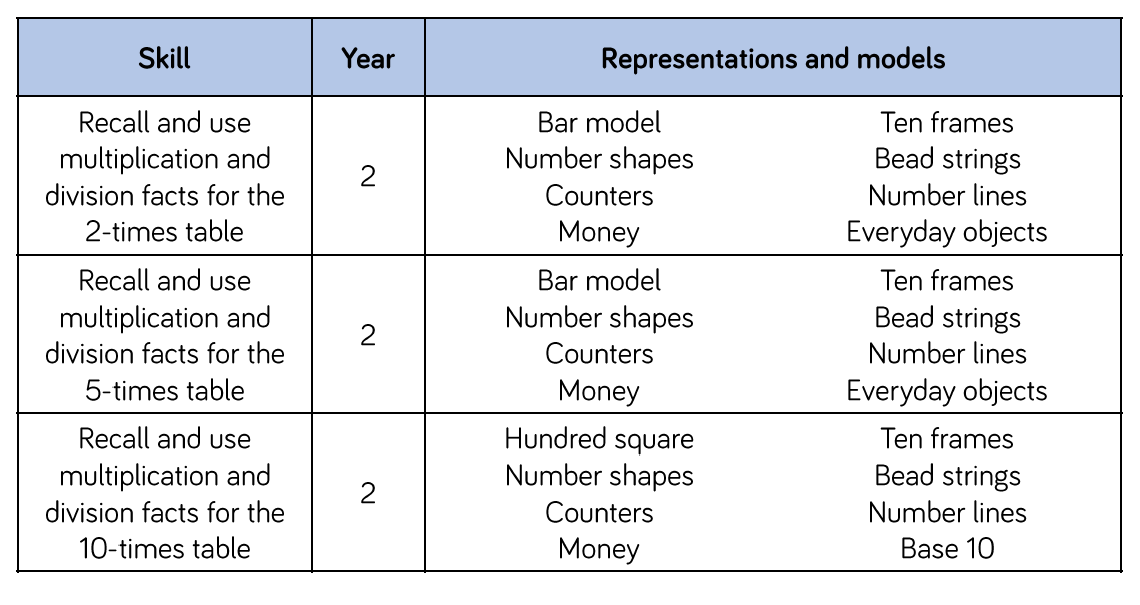 Skill Year Representations and models
Recall and use
multiplication and
division facts for the
2-times table
2
Bar model
Number shapes
Counters
Money
Ten frames
Bead strings
Number lines
Everyday objects
Recall and use
multiplication and
division facts for the
5-times table
2
Bar model
Number shapes
Counters
Money
Ten frames
Bead strings
Number lines
Everyday objects
Recall and use
multiplication and
division facts for the
10-times table
2
Hundred square
Number shapes
Counters
Money
Ten frames
Bead strings
Number lines
Base 10